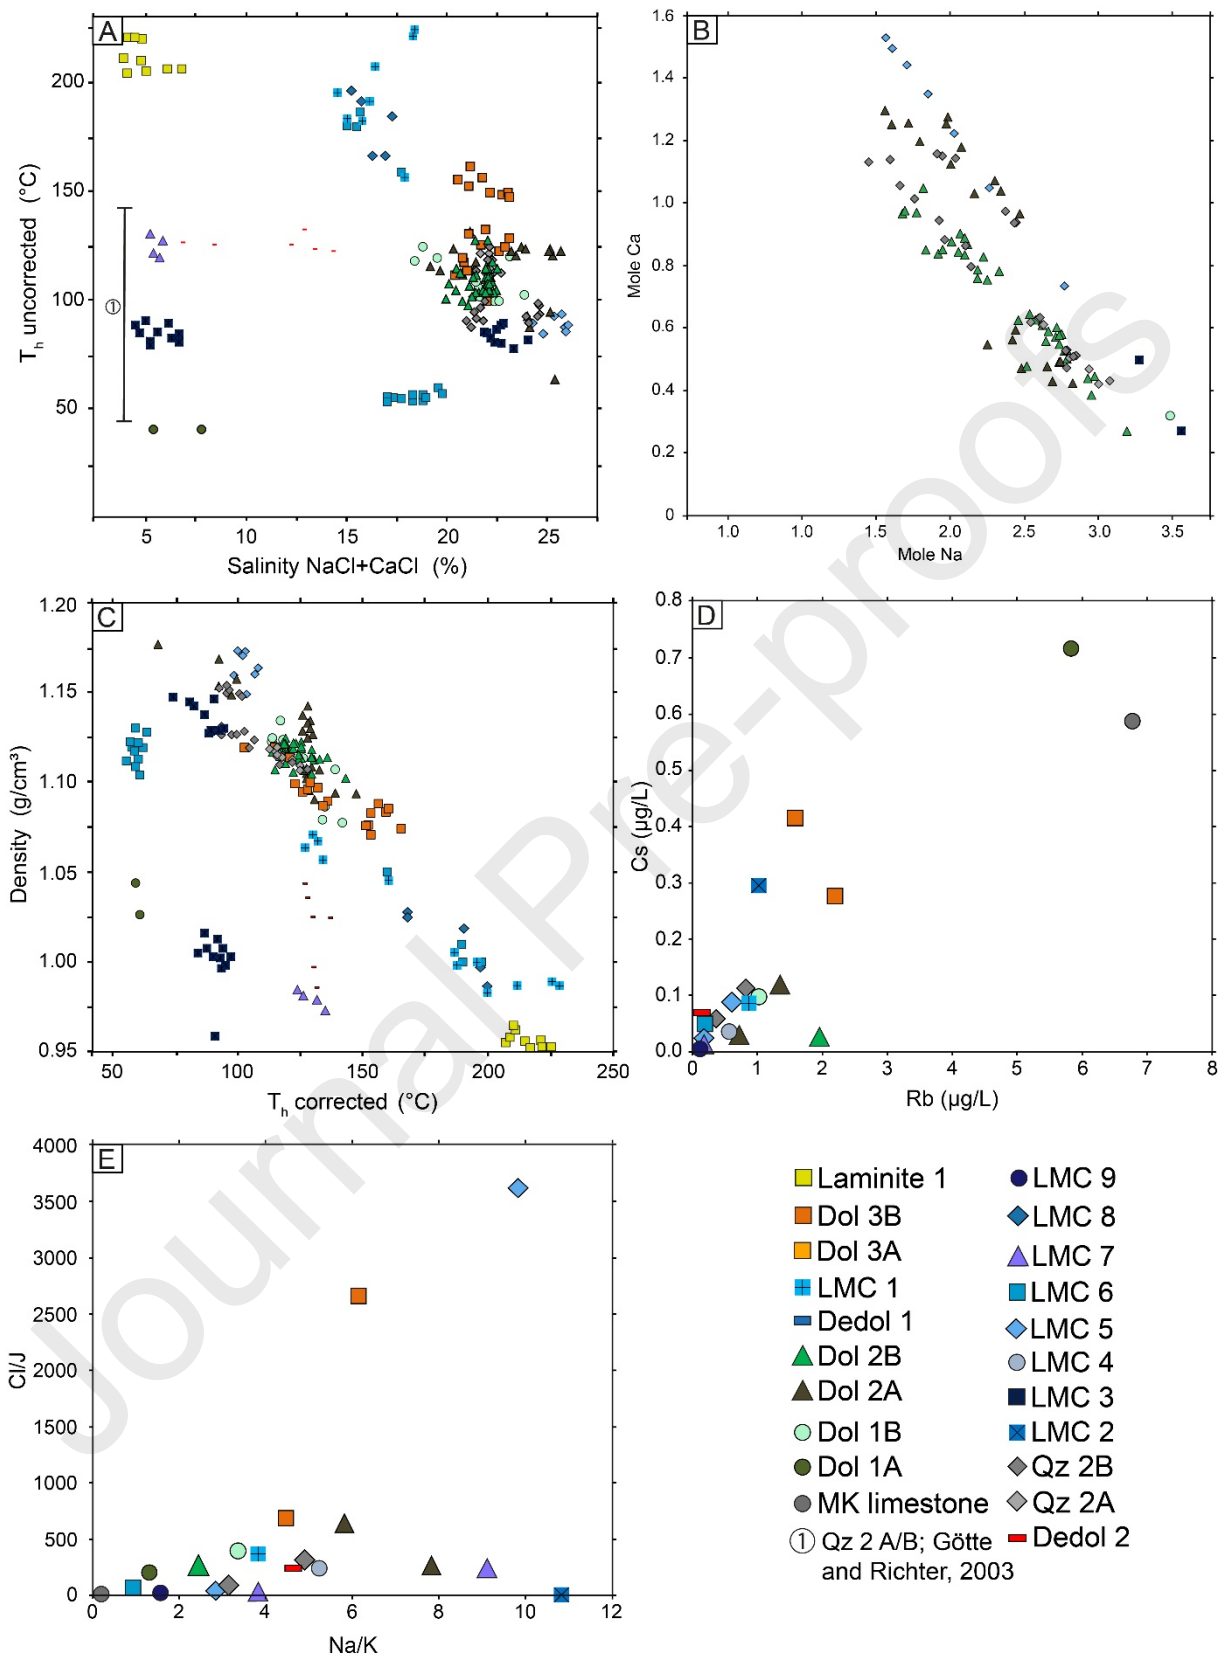 A
200
150
100
50
T_h uncorrected (°C)
①
5
10
15
20
25
Salinity NaCl+CaCl (%)
B
1.6
1.4
1.2
1.0
0.8
0.6
0.4
0.2
0
Mole Ca
1.0
1.0
1.5
2.0
2.5
3.0
3.5
Mole Na
C
1.20
1.15
1.10
1.05
1.00
0.95
Density (g/cm³)
50
100
150
200
250
T_h corrected (°C)
D
0.8
0.7
0.6
0.5
0.4
0.3
0.2
0.1
0.0
Cs (µg/L)
0
1
2
3
4
5
6
7
8
Rb (µg/L)
E
4000
3500
3000
2500
2000
1500
1000
500
0
Cl/J
0
2
4
6
8
10
12
Na/K
Laminite 1
Dol 3B
Dol 3A
LMC 1
Dedol 1
Dol 2B
Dol 2A
Dol 1B
Dol 1A
MK limestone
① Qz 2 A/B; Götte
and Richter, 2003
LMC 9
LMC 8
LMC 7
LMC 6
LMC 5
LMC 4
LMC 3
LMC 2
Qz 2B
Qz 2A
Dedol 2
Journal Pre-proofs